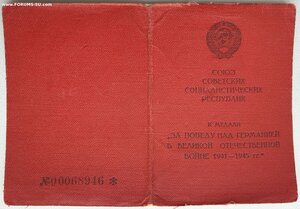 www.FORUMS-SU.com
СОЮЗ
СОВЕТСКИХ
СОЦИАЛИСТИЧЕСКИХ
РЕСПУБЛИК
К МЕДАЛИ
„ЗА ПОБЕДУ НАД ГЕРМАНИЕЙ
В ВЕЛИКОЙ ОТЕЧЕСТВЕННОЙ
ВОЙНЕ 1941—1945 гг.“
№00068946 *